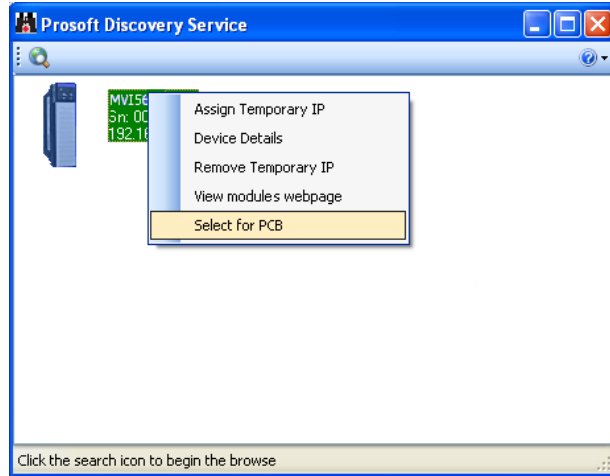 Prosoft Discovery Service
MVI56
Assign Temporary IP
Sn: 00
Device Details
192.16
Remove Temporary IP
View modules webpage
Select for PCB
Click the search icon to begin the browse